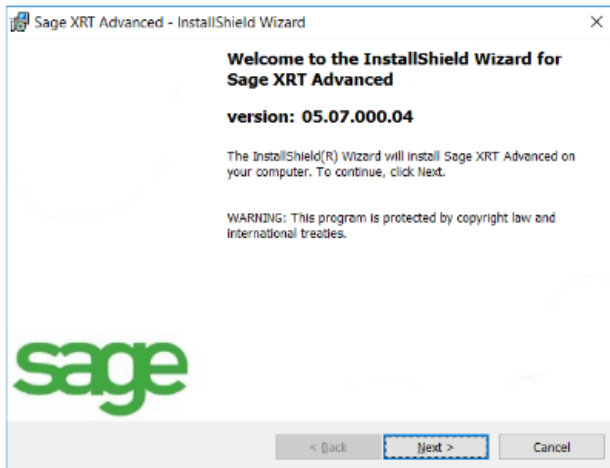 Sage XRT Advanced - InstallShield Wizard
Welcome to the InstallShield Wizard for
Sage XRT Advanced
version: 05.07.000.04
The InstallShield(R) Wizard will install Sage XRT Advanced on
your computer. To continue, click Next.
WARNING: This program is protected by copyright law and
international treaties.
sage
< Back
Next >
Cancel